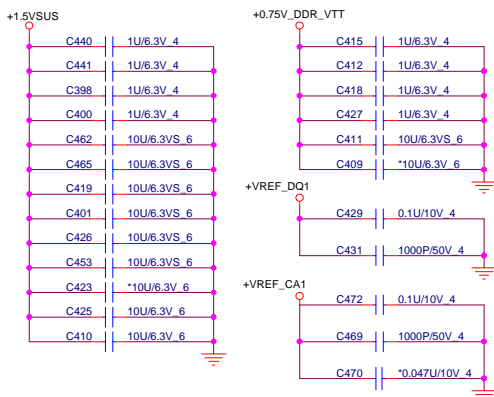 +1.5VSUS
C440 1U/6.3V_4
C441 1U/6.3V_4
C398 1U/6.3V_4
C400 1U/6.3V_4
C462 10U/6.3VS_6
C465 10U/6.3VS_6
C419 10U/6.3VS_6
C401 10U/6.3VS_6
C426 10U/6.3VS_6
C453 10U/6.3VS_6
C423 *10U/6.3V_6
C425 10U/6.3V_6
C410 10U/6.3V_6
+0.75V_DDR_VTT
C415 1U/6.3V_4
C412 1U/6.3V_4
C418 1U/6.3V_4
C427 1U/6.3V_4
C411 10U/6.3VS_6
C409 *10U/6.3V_6
+VREF_DQ1
C429 0.1U/10V_4
C431 1000P/50V_4
+VREF_CA1
C472 0.1U/10V_4
C469 1000P/50V_4
C470 *0.047U/10V_4